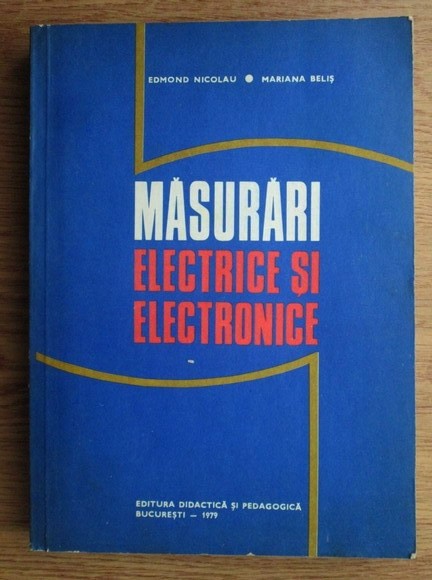 EDMOND NICOLAU ● MARIANA BELIȘ
MĂSURĂRI
ELECTRICE ȘI
ELECTRONICE
EDITURA DIDACTICĂ ȘI PEDAGOGICĂ
BUCUREȘTI — 1979